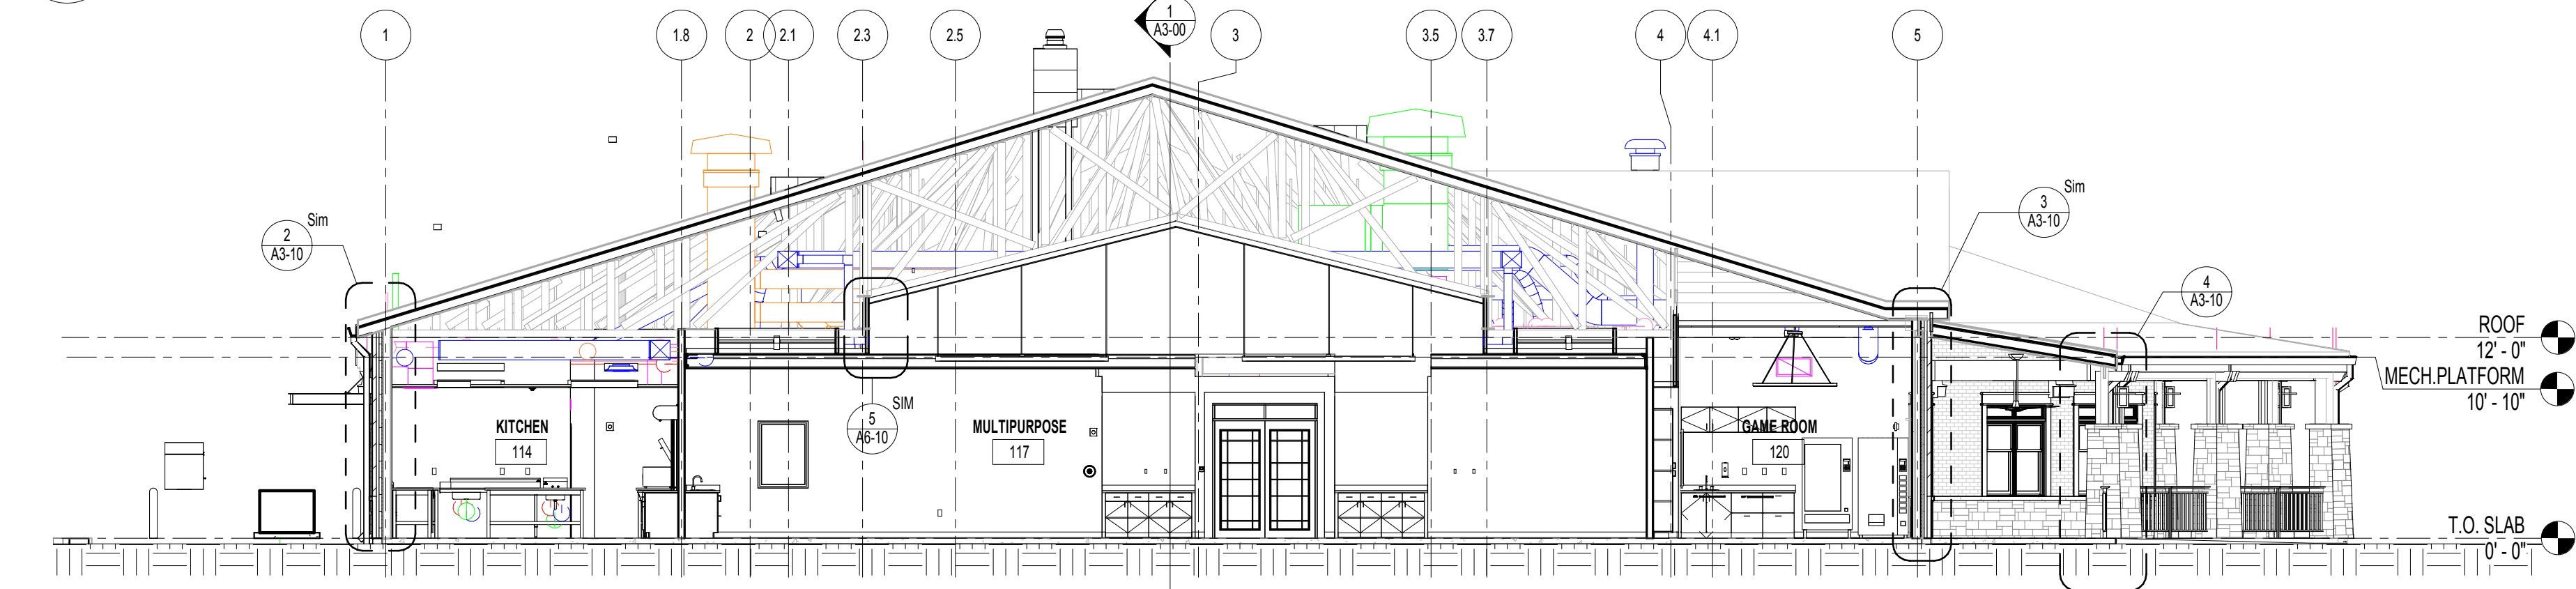 1
1.8
2
2.1
2.3
2.5
1
A3-00
3
3.5
3.7
4
4.1
5
Sim
2
A3-10
Sim
3
A3-10
4
A3-10
ROOF
12' - 0"
MECH.PLATFORM
10' - 10"
SIM
5
A6-10
KITCHEN
114
MULTIPURPOSE
117
GAME ROOM
120
T.O. SLAB
0' - 0"